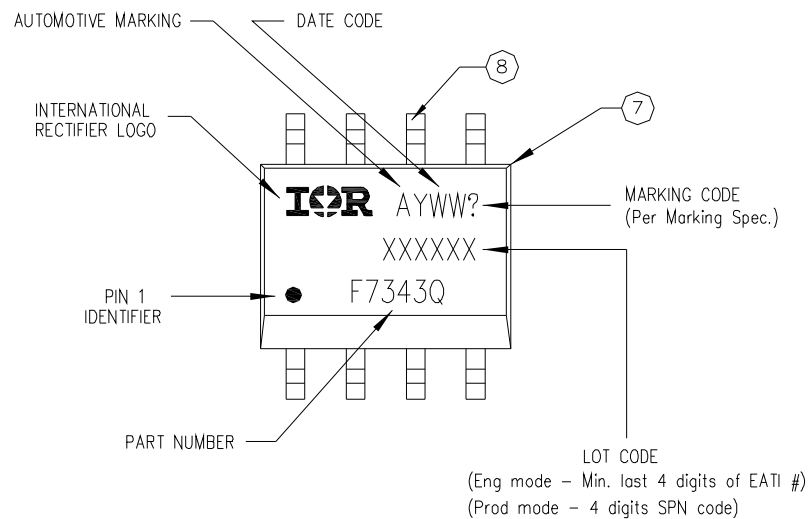 AUTOMOTIVE MARKING
DATE CODE
8
INTERNATIONAL
RECTIFIER LOGO
7
IOR AYWW?
MARKING CODE
(Per Marking Spec.)
XXXXXX
PIN 1
IDENTIFIER
F7343Q
PART NUMBER
LOT CODE
(Eng mode – Min. last 4 digits of EATI #)
(Prod mode – 4 digits SPN code)